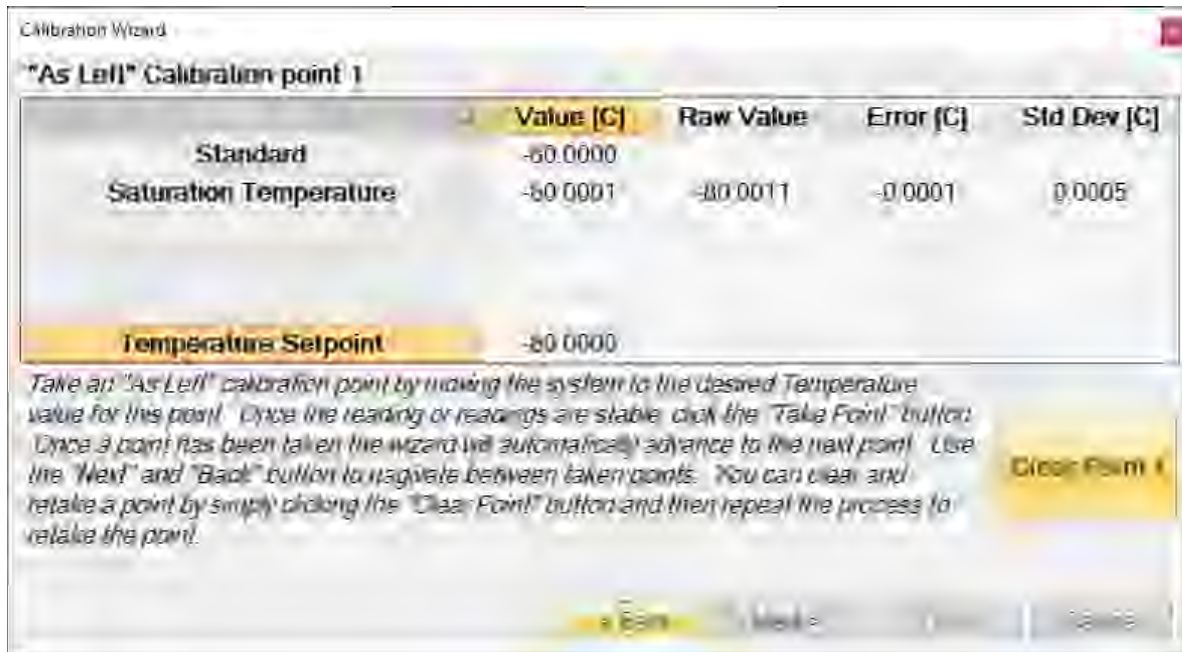 Calibration Wizard
"As Left" Calibration point 1
Value [C] Raw Value Error [C] Std Dev [C]
Standard -80.0000
Saturation Temperature -80.0001 -80.0011 -0.0001 0.0005
Temperature Setpoint -80.0000
Take an "As Left" calibration point by moving the system to the desired Temperature
value for this point. Once the reading or readings are stable, click the "Take Point" button.
Once a point has been taken the wizard will automatically advance to the next point. Use
the "Next" and "Back" button to nagivate between taken points. You can clear and
retake a point by simply clicking the "Clear Point" button and then repeat the process to
retake the point.
Clear Point 1
< Back Next >